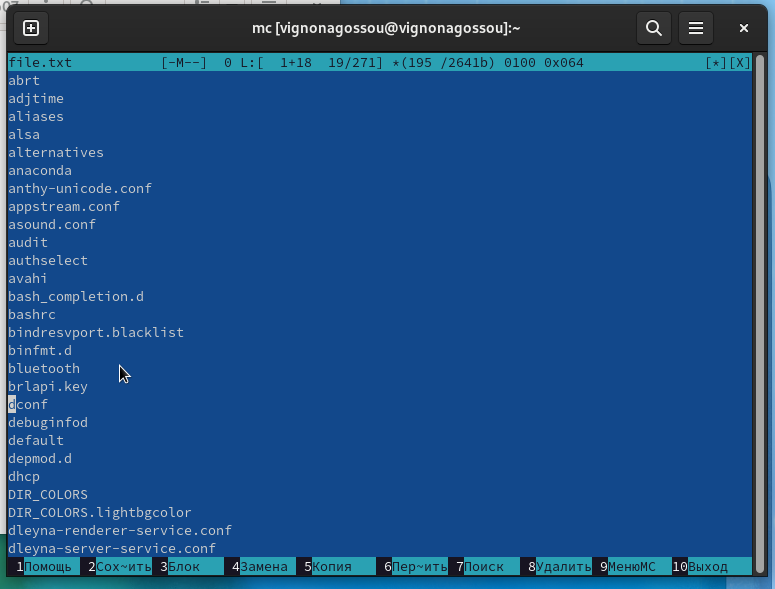 mc [vignonagossou@vignonagossou]:~
file.txt [-M--] 0 L:[ 1+18 19/271] *(195 /2641b) 0100 0x064 [*][X]
abrt
adjtime
aliases
alsa
alternatives
anaconda
anthy-unicode.conf
appstream.conf
asound.conf
audit
authselect
avahi
bash_completion.d
bashrc
bindresvport.blacklist
binfmt.d
bluetooth
brlapi.key
dconf
debuginfod
default
depmod.d
dhcp
DIR_COLORS
DIR_COLORS.lightbgcolor
dleyna-renderer-service.conf
dleyna-server-service.conf
1Помощь 2Сох~ить 3Блок 4Замена 5Копия 6Пер~ить 7Поиск 8Удалить 9МенюMC 10Выход